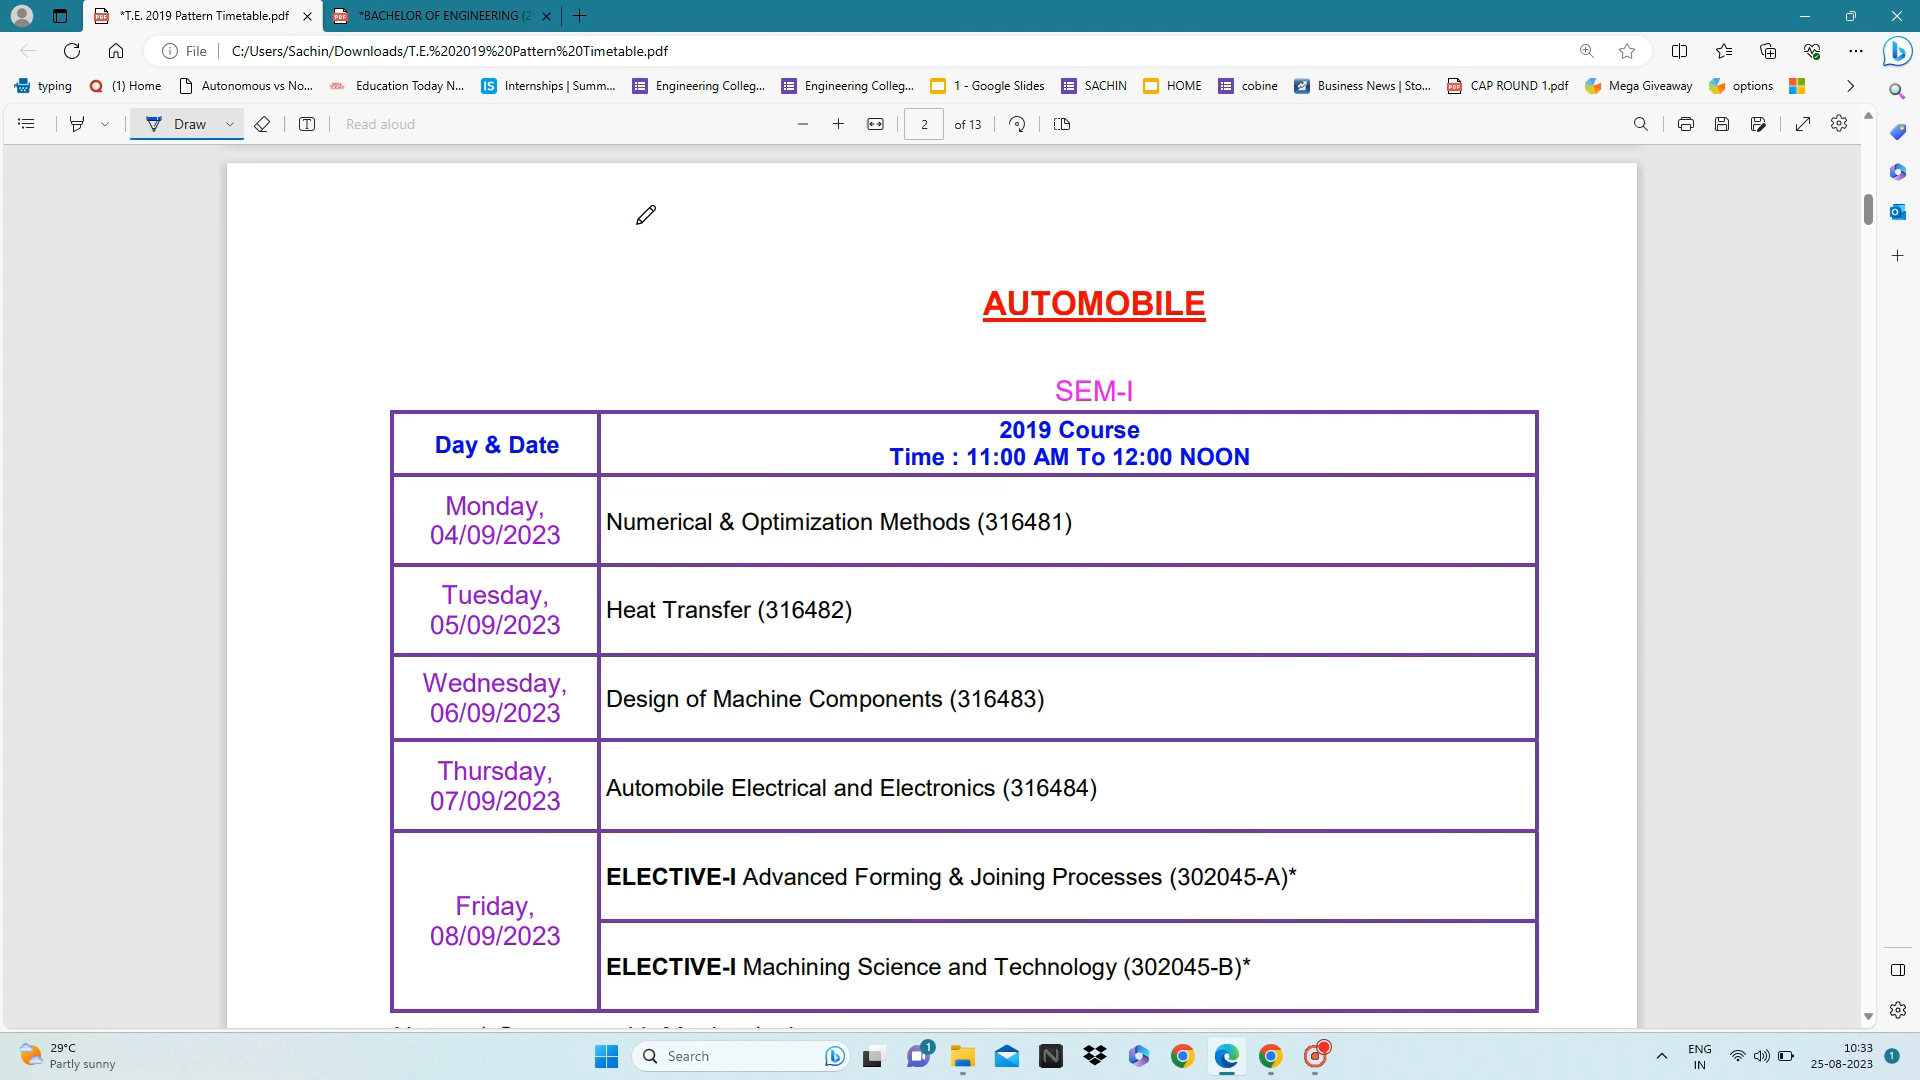 *T.E. 2019 Pattern Timetable.pdf
*BACHELOR OF ENGINEERING (2
File
C:/Users/Sachin/Downloads/T.E.%202019%20Pattern%20Timetable.pdf
typing
(1) Home
Autonomous vs No...
Education Today N...
Internships | Summ...
Engineering Colleg...
Engineering Colleg...
1 - Google Slides
SACHIN
HOME
cobine
Business News | Sto...
CAP ROUND 1.pdf
Mega Giveaway
options
Draw
Read aloud
2
of 13
AUTOMOBILE
SEM-I
Day & Date
2019 Course
Time : 11:00 AM To 12:00 NOON
Monday,
04/09/2023
Numerical & Optimization Methods (316481)
Tuesday,
05/09/2023
Heat Transfer (316482)
Wednesday,
06/09/2023
Design of Machine Components (316483)
Thursday,
07/09/2023
Automobile Electrical and Electronics (316484)
Friday,
08/09/2023
ELECTIVE-I Advanced Forming & Joining Processes (302045-A)*
ELECTIVE-I Machining Science and Technology (302045-B)*
29°C
Partly sunny
Search
1
ENG
IN
10:33
25-08-2023
1